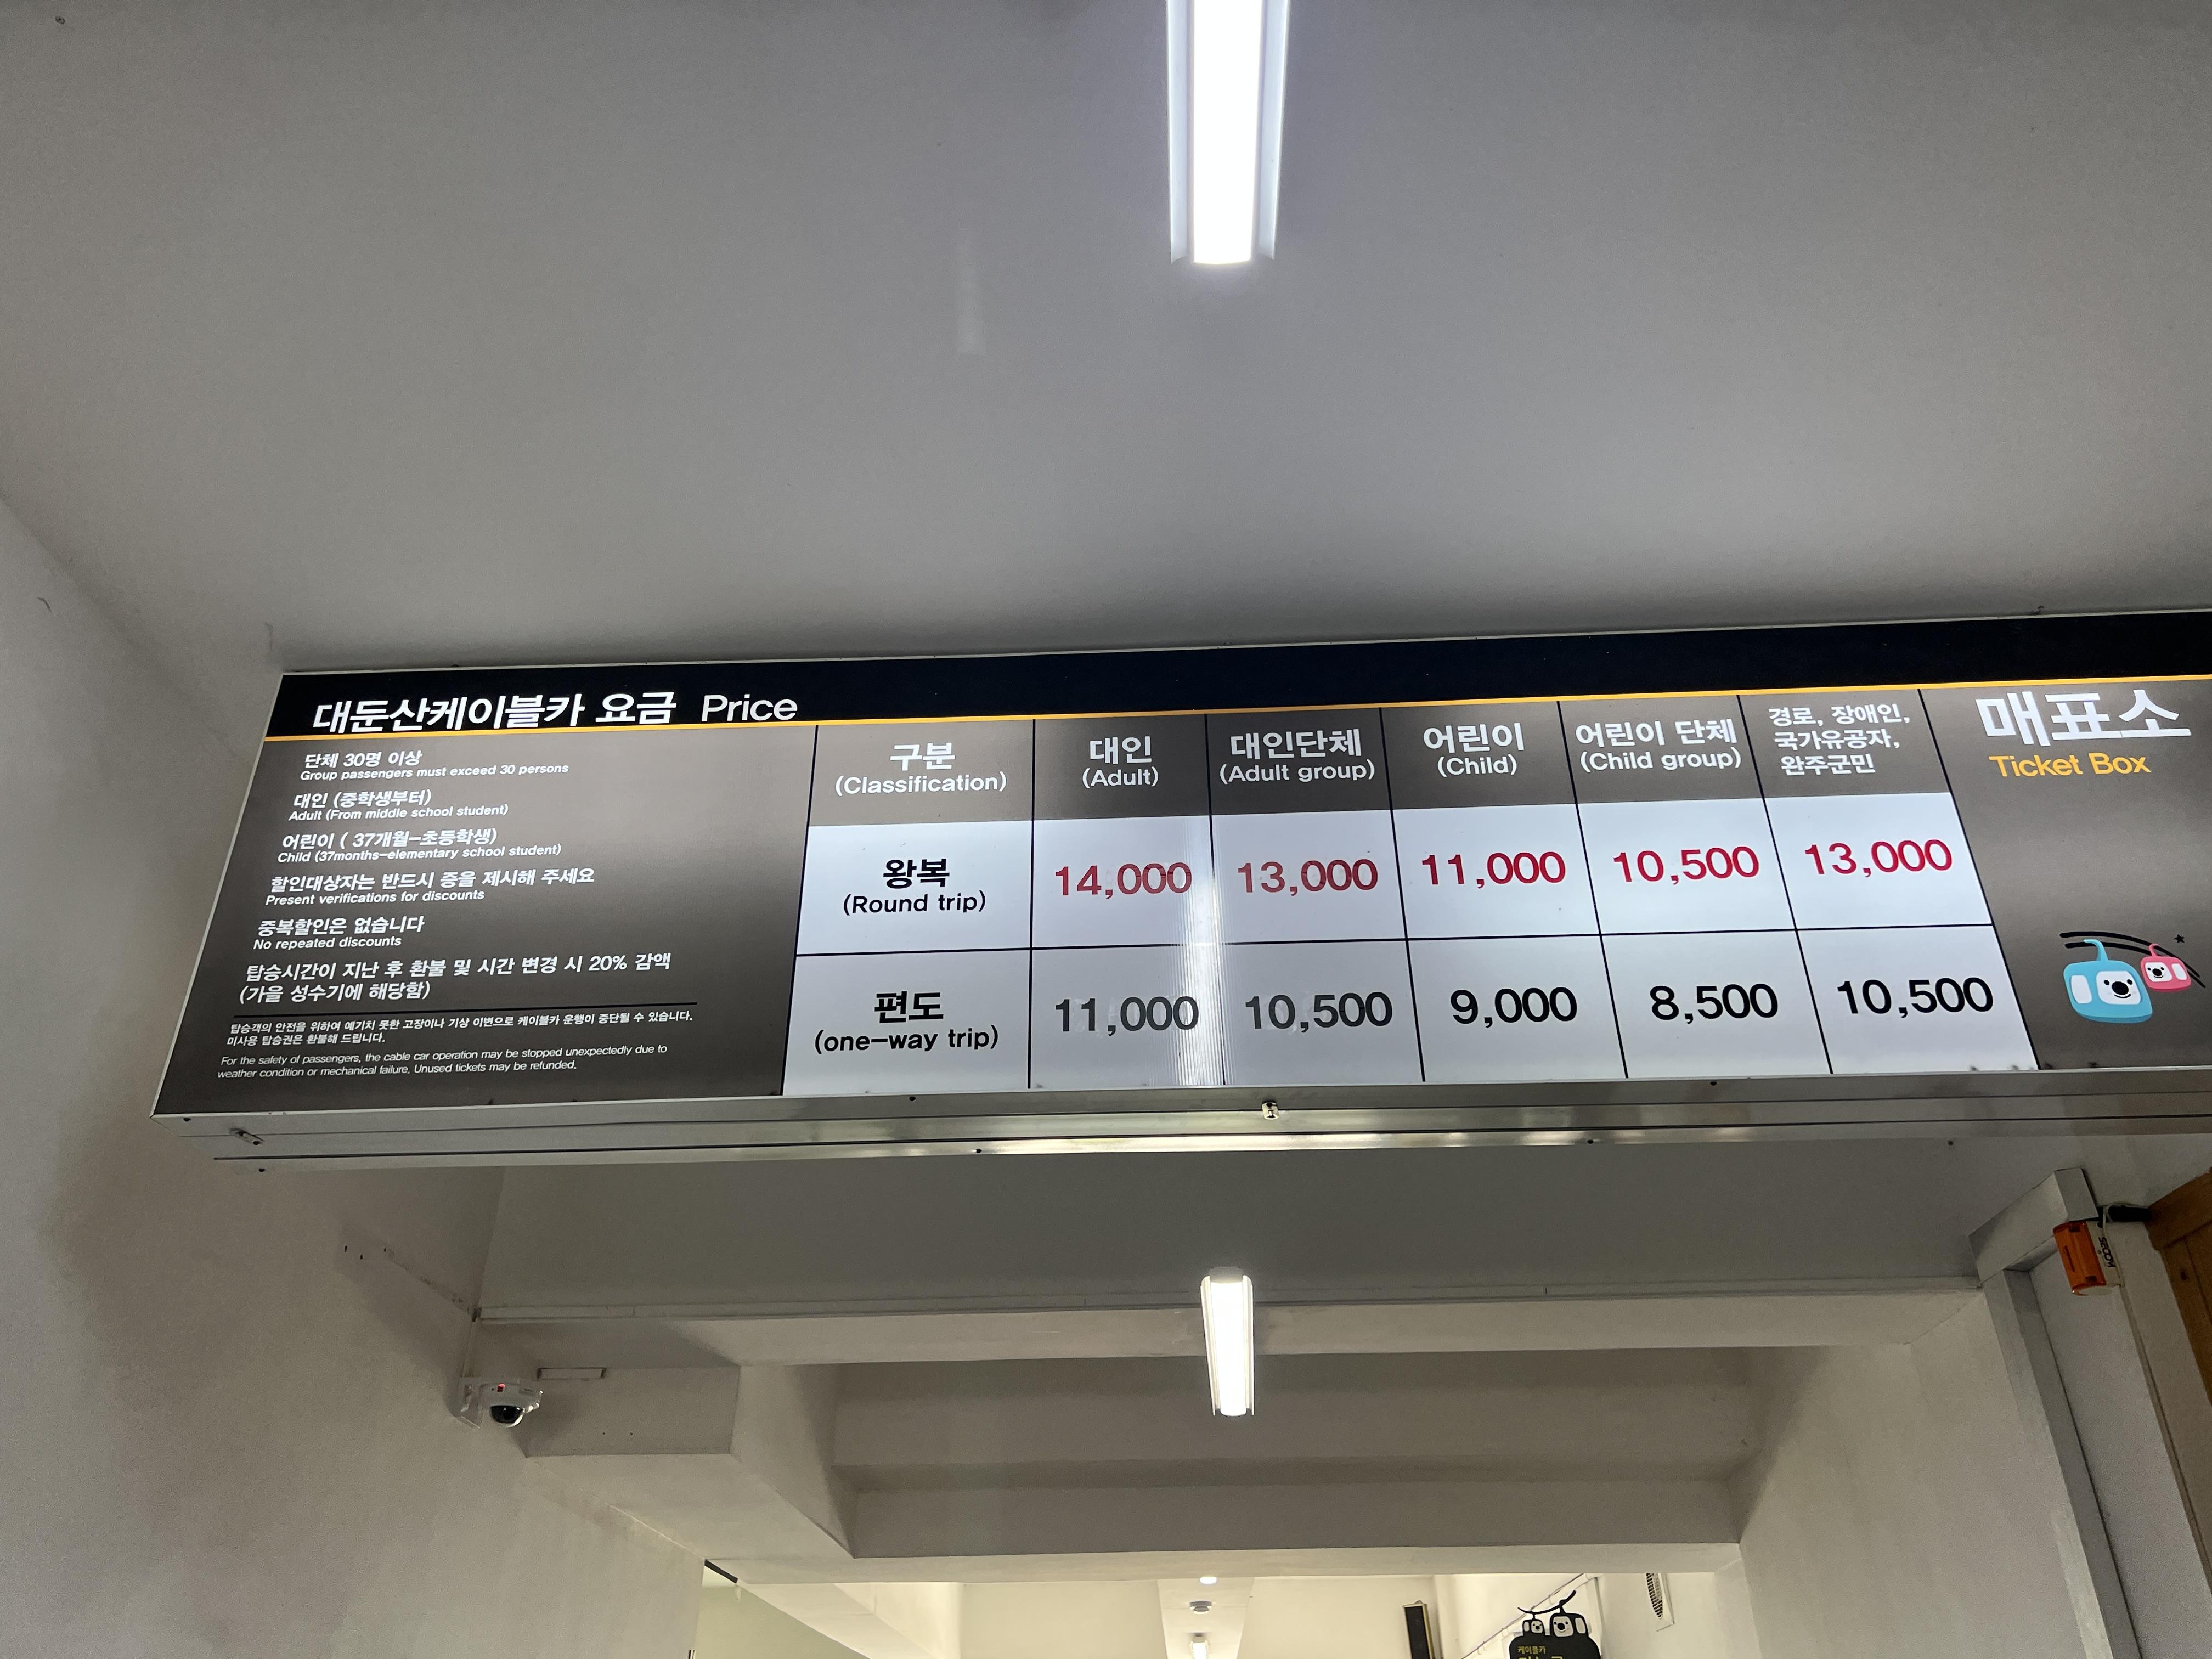 대둔산케이블카 요금 Price
단체 30명 이상
Group passengers must exceed 30 persons
대인 (중학생부터)
Adult (From middle school student)
어린이 ( 37개월-초등학생)
Child (37months-elementary school student)
할인대상자는 반드시 증을 제시해 주세요
Present verifications for discounts
중복할인은 없습니다
No repeated discounts
탑승시간이 지난 후 환불 및 시간 변경 시 20% 감액
(가을 성수기에 해당함)
탑승객의 안전을 위하여 예기치 못한 고장이나 기상 이변으로 케이블카 운행이 중단될 수 있습니다.
미사용 탑승권은 환불해 드립니다.
For the safety of passengers, the cable car operation may be stopped unexpectedly due to
weather condition or mechanical failure. Unused tickets may be refunded.
구분
(Classification)
대인
(Adult)
대인단체
(Adult group)
어린이
(Child)
어린이 단체
(Child group)
경로, 장애인,
국가유공자,
완주군민
왕복
(Round trip)
14,000
13,000
11,000
10,500
13,000
편도
(one-way trip)
11,000
10,500
9,000
8,500
10,500
매표소
Ticket Box
SECOM
케이블카